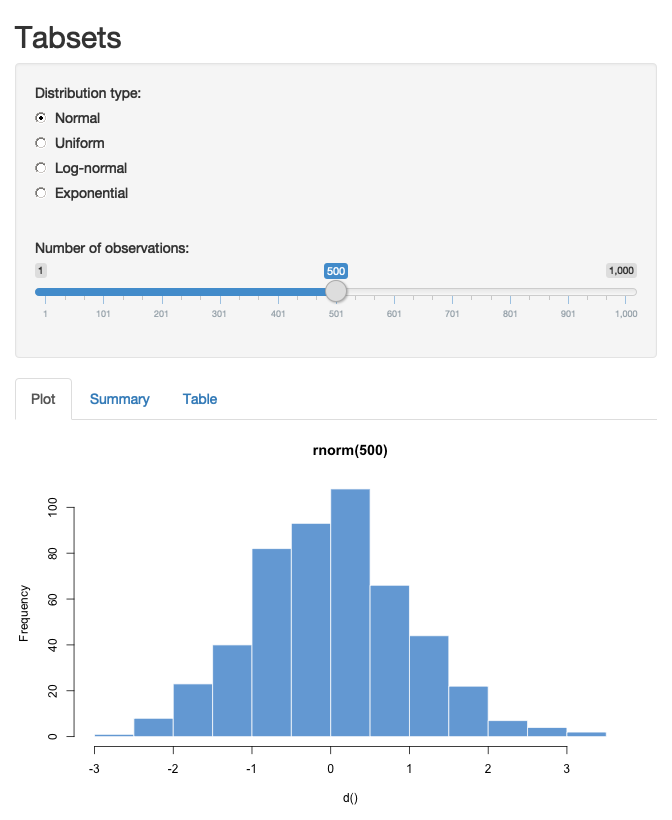 Tabsets
Distribution type:
Normal
Uniform
Log-normal
Exponential
Number of observations:
1 500 1,000
1 101 201 301 401 501 601 701 801 901 1,000
Plot Summary Table
rnorm(500)
Frequency
100
80
60
40
20
0
-3 -2 -1 0 1 2 3
d()